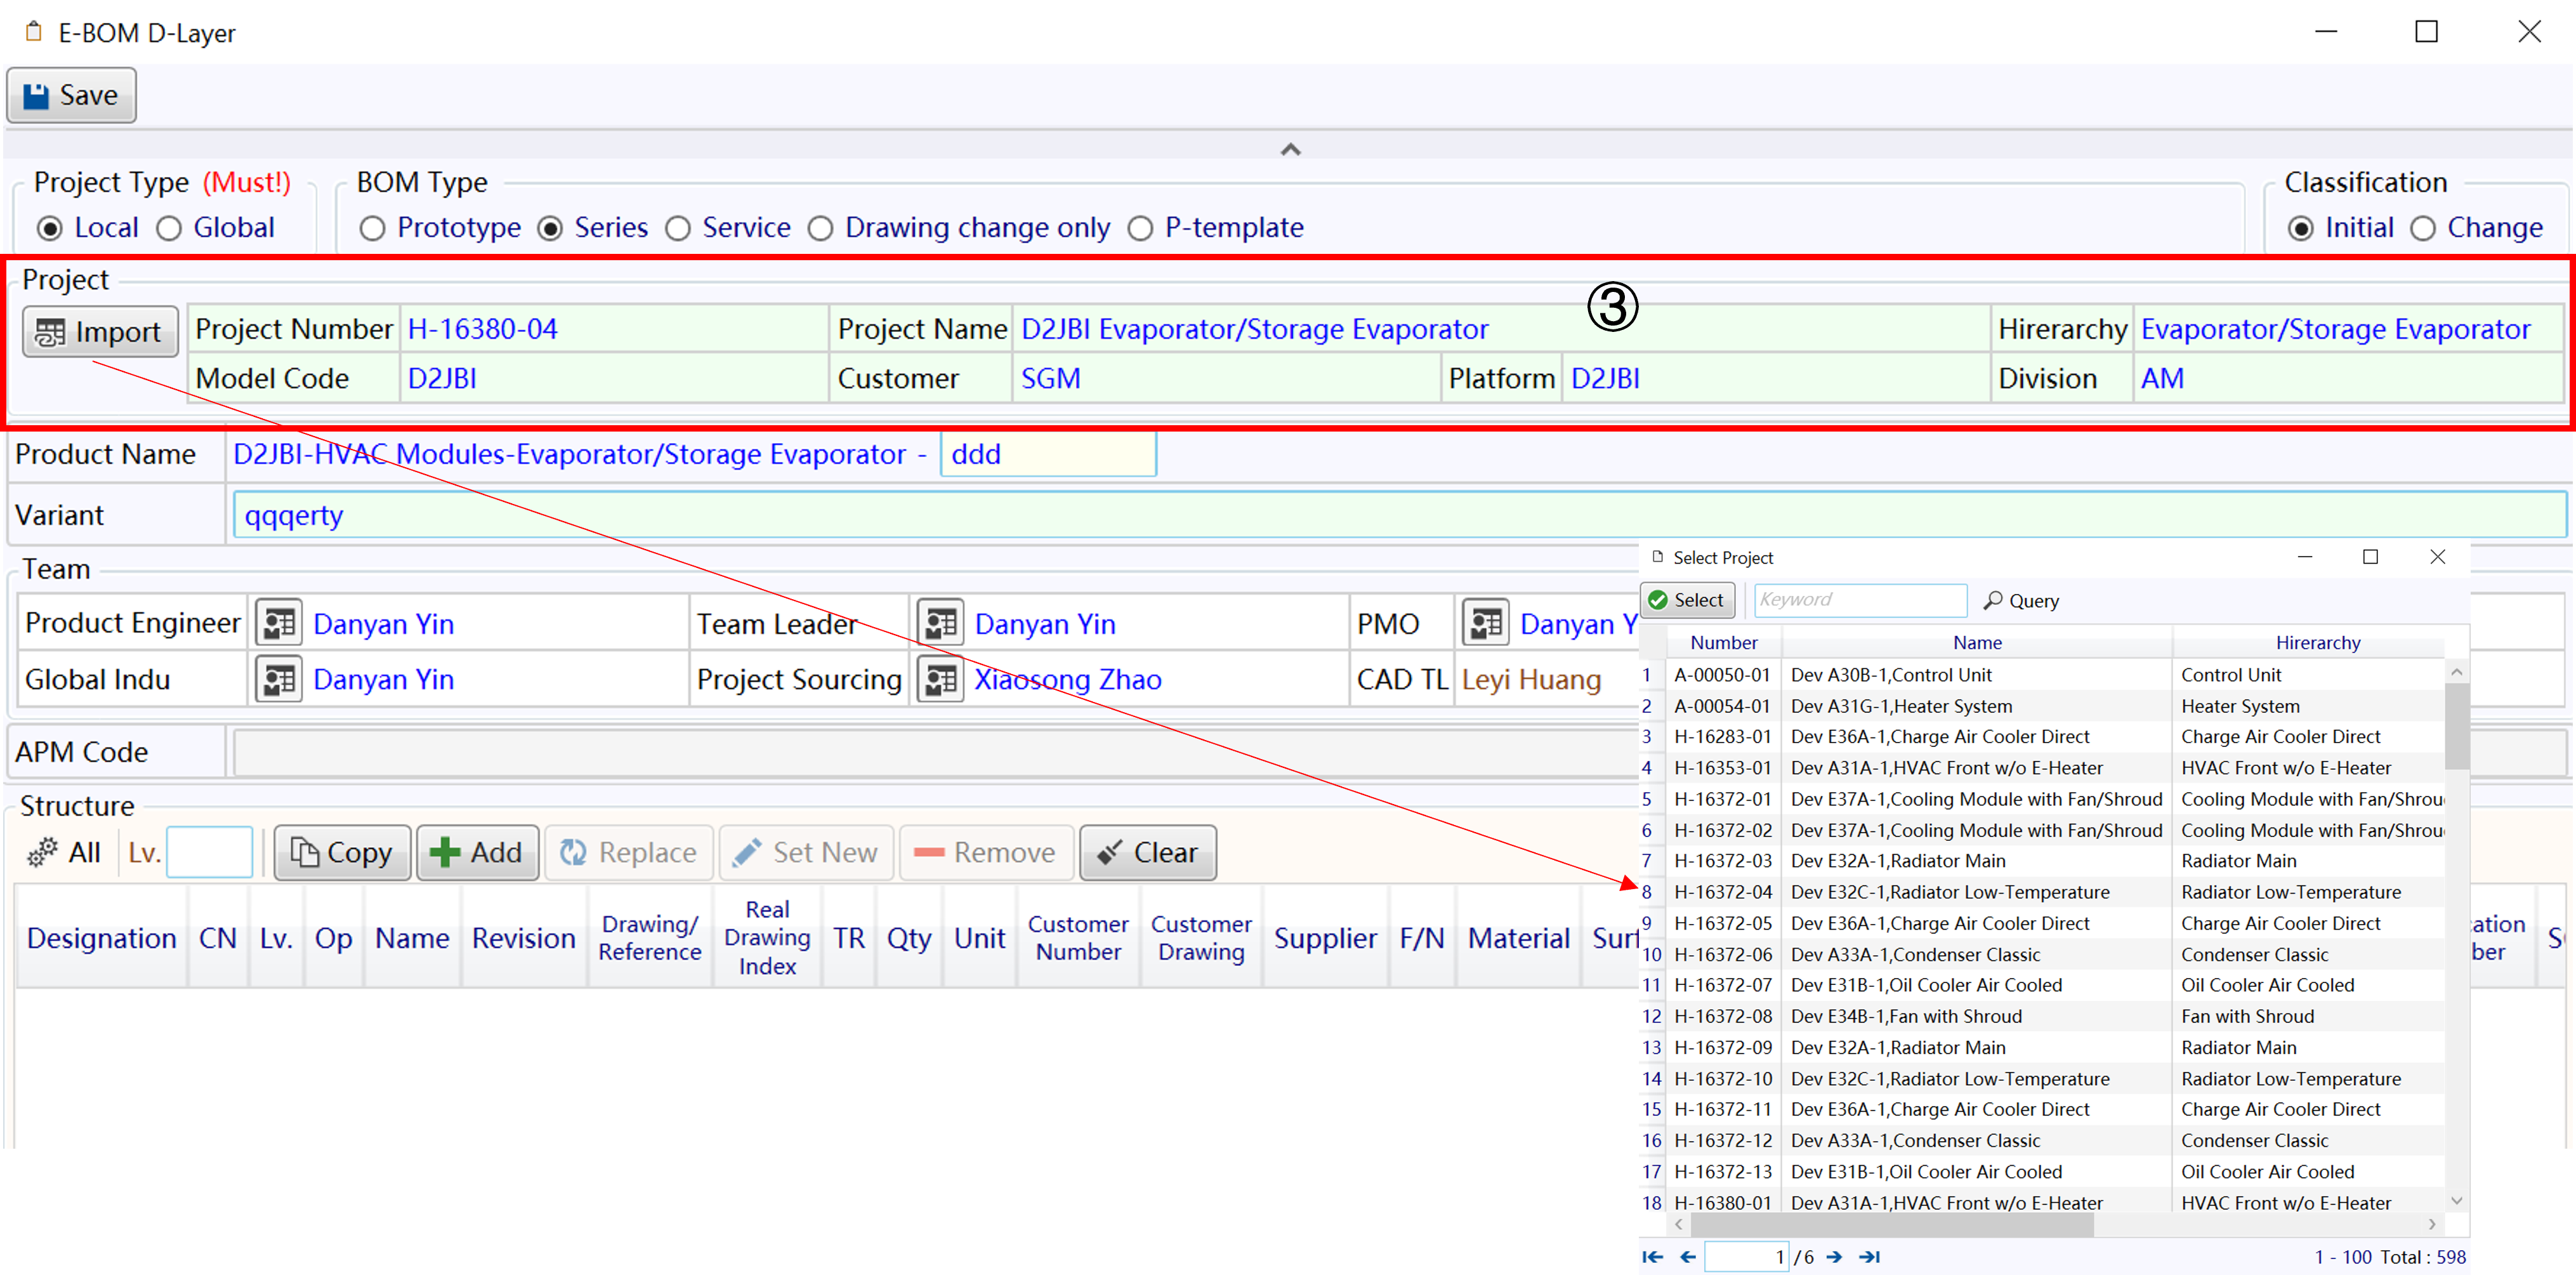 E-BOM D-Layer
Save
Project Type (Must!) BOM Type Classification
Local Global Prototype Series Service Drawing change only P-template Initial Change
Project
③
Import Project Number H-16380-04 Project Name D2JBI Evaporator/Storage Evaporator Hirerarchy Evaporator/Storage Evaporator
Model Code D2JBI Customer SGM Platform D2JBI Division AM
Product Name D2JBI-HVAC Modules-Evaporator/Storage Evaporator - ddd
Variant qqqerty
Team
Product Engineer Danyan Yin Team Leader Danyan Yin PMO Danyan Y
Global Indu Danyan Yin Project Sourcing Xiaosong Zhao CAD TL Leyi Huang
APM Code
Structure
All Lv. Copy Add Replace Set New Remove Clear
Designation CN Lv. Op Name Revision Drawing/Reference Real Drawing Index TR Qty Unit Customer Number Customer Drawing Supplier F/N Material Surf ation ber
Select Project
Select Keyword Query
Number Name Hirerarchy
1 A-00050-01 Dev A30B-1,Control Unit Control Unit
2 A-00054-01 Dev A31G-1,Heater System Heater System
3 H-16283-01 Dev E36A-1,Charge Air Cooler Direct Charge Air Cooler Direct
4 H-16353-01 Dev A31A-1,HVAC Front w/o E-Heater HVAC Front w/o E-Heater
5 H-16372-01 Dev E37A-1,Cooling Module with Fan/Shroud Cooling Module with Fan/Shrou
6 H-16372-02 Dev E37A-1,Cooling Module with Fan/Shroud Cooling Module with Fan/Shrou
7 H-16372-03 Dev E32A-1,Radiator Main Radiator Main
8 H-16372-04 Dev E32C-1,Radiator Low-Temperature Radiator Low-Temperature
9 H-16372-05 Dev E36A-1,Charge Air Cooler Direct Charge Air Cooler Direct
10 H-16372-06 Dev A33A-1,Condenser Classic Condenser Classic
11 H-16372-07 Dev E31B-1,Oil Cooler Air Cooled Oil Cooler Air Cooled
12 H-16372-08 Dev E34B-1,Fan with Shroud Fan with Shroud
13 H-16372-09 Dev E32A-1,Radiator Main Radiator Main
14 H-16372-10 Dev E32C-1,Radiator Low-Temperature Radiator Low-Temperature
15 H-16372-11 Dev E36A-1,Charge Air Cooler Direct Charge Air Cooler Direct
16 H-16372-12 Dev A33A-1,Condenser Classic Condenser Classic
17 H-16372-13 Dev E31B-1,Oil Cooler Air Cooled Oil Cooler Air Cooled
18 H-16380-01 Dev A31A-1,HVAC Front w/o E-Heater HVAC Front w/o E-Heater
1 / 6 1 - 100 Total : 598